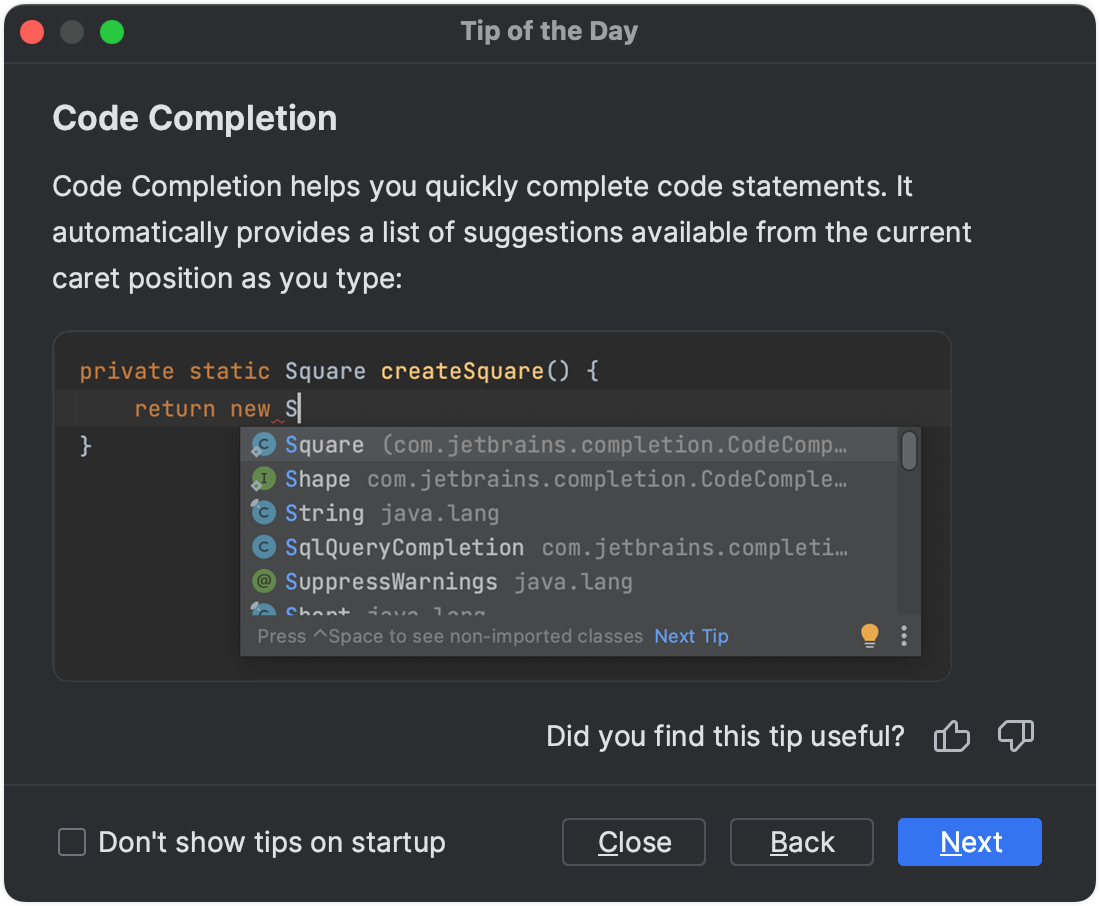 Tip of the Day
Code Completion
Code Completion helps you quickly complete code statements. It
automatically provides a list of suggestions available from the current
caret position as you type:
private static Square createSquare() {
return new S
}
Square (com.jetbrains.completion.CodeComp…
Shape com.jetbrains.completion.CodeComple…
String java.lang
SqlQueryCompletion com.jetbrains.completi…
SuppressWarnings java.lang
Short java.lang
Press ^Space to see non-imported classes Next Tip
Did you find this tip useful?
Don't show tips on startup
Close
Back
Next